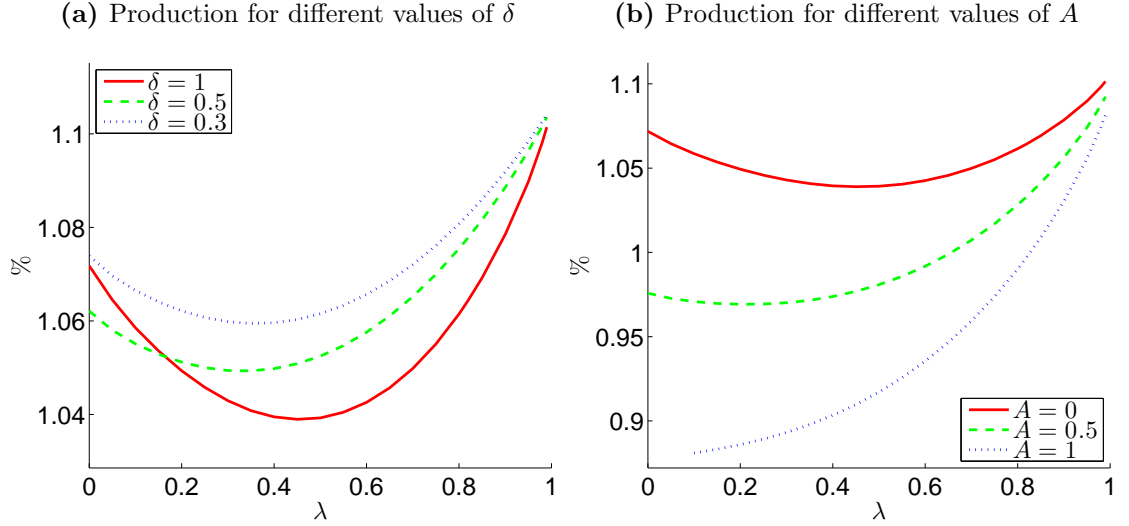 (a) Production for different values of δ
δ = 1
δ = 0.5
δ = 0.3
1.1
1.08
1.06
1.04
%
0 0.2 0.4 0.6 0.8 1
λ
(b) Production for different values of A
1.1
1.05
1
0.95
0.9
%
A = 0
A = 0.5
A = 1
0 0.2 0.4 0.6 0.8 1
λ